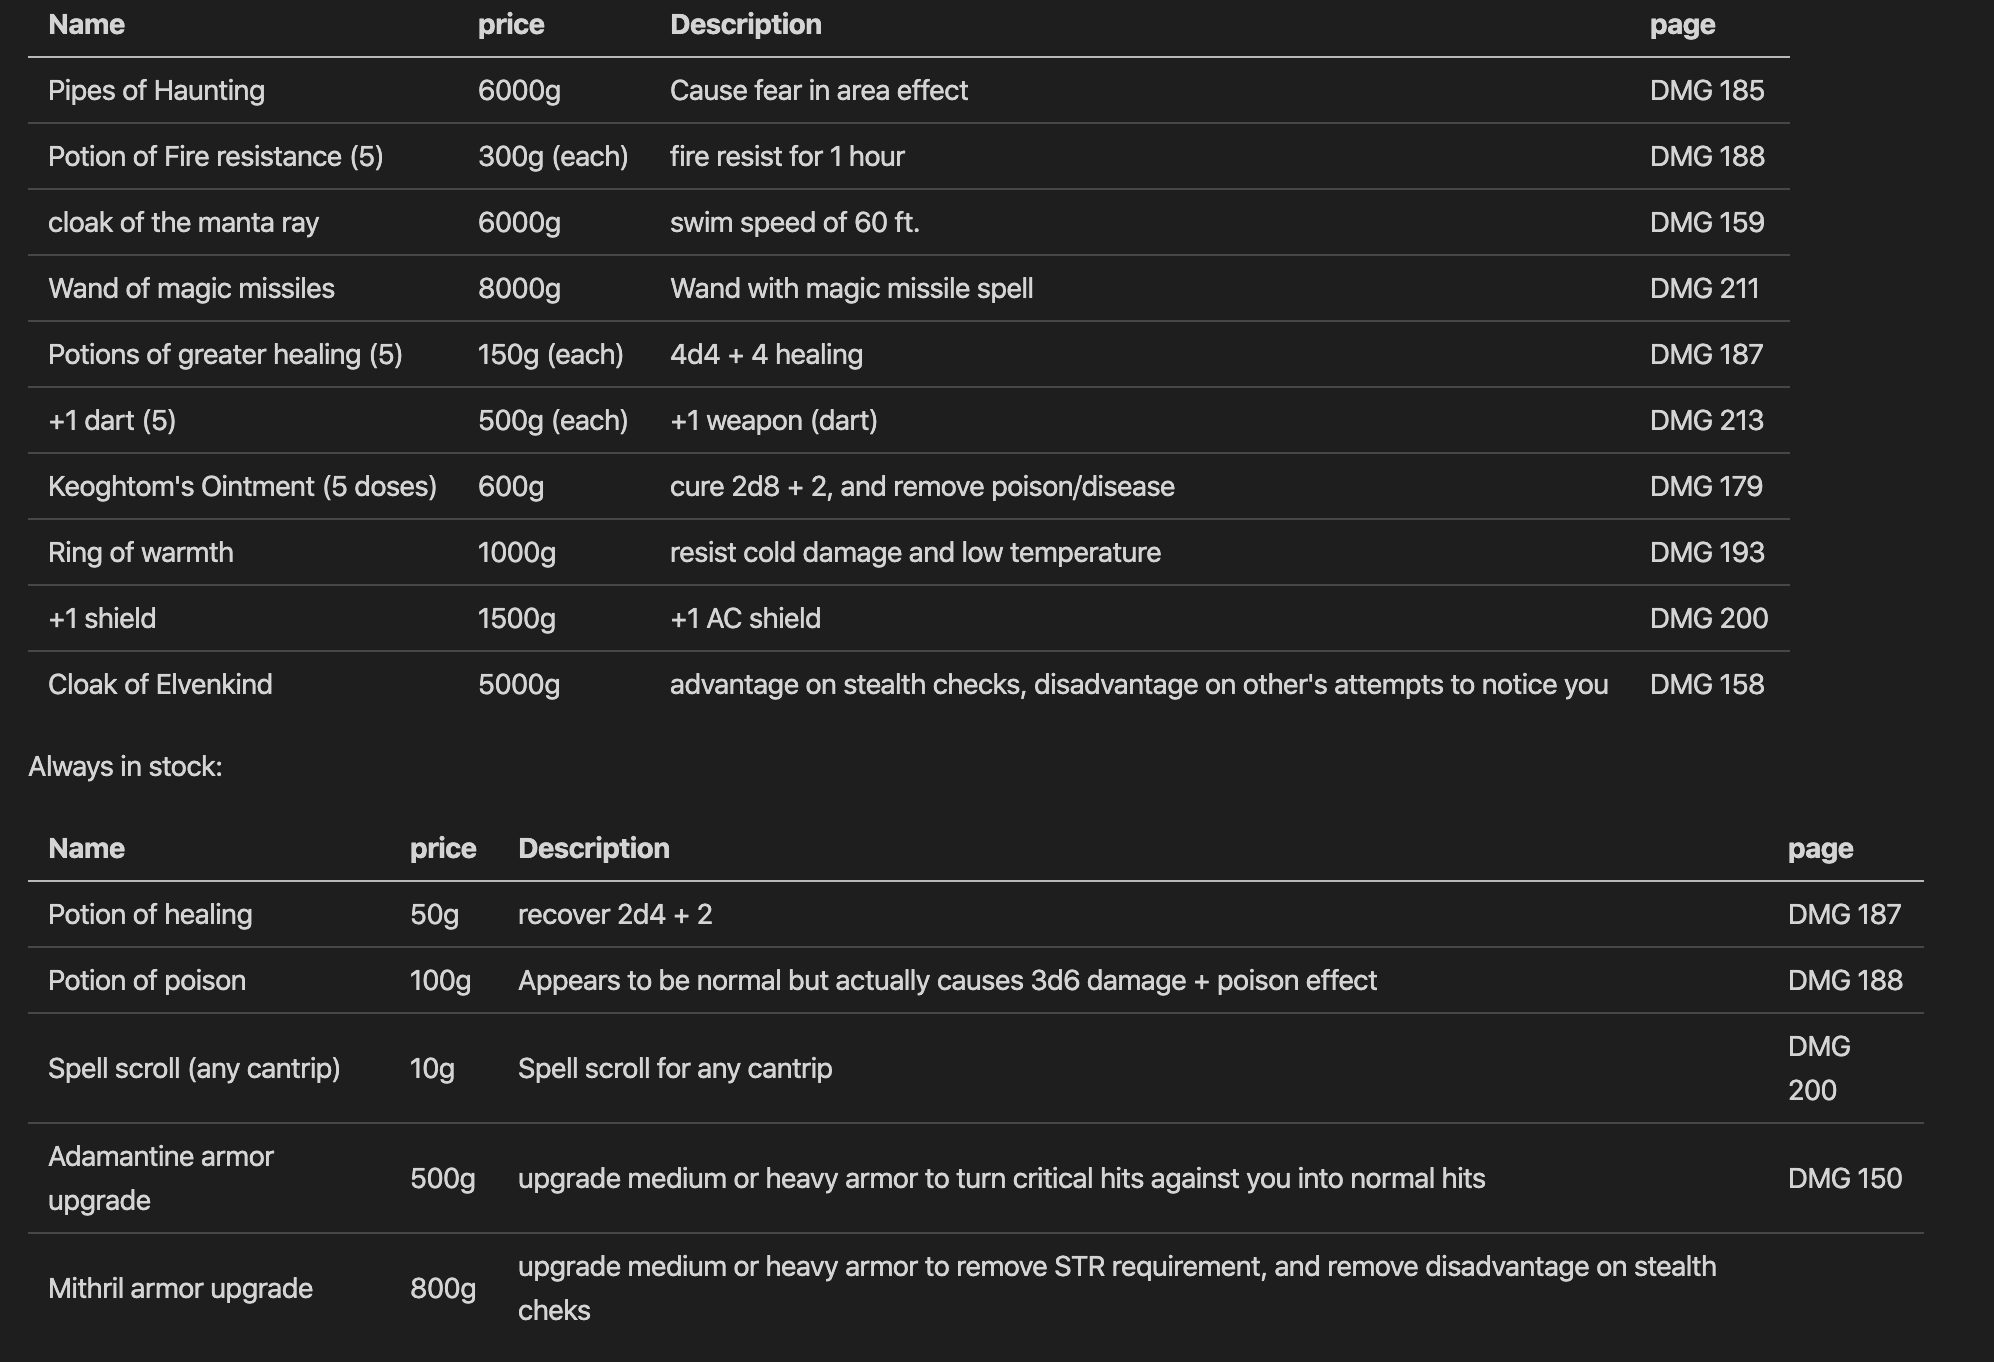 Name price Description page
Pipes of Haunting 6000g Cause fear in area effect DMG 185
Potion of Fire resistance (5) 300g (each) fire resist for 1 hour DMG 188
cloak of the manta ray 6000g swim speed of 60 ft. DMG 159
Wand of magic missiles 8000g Wand with magic missile spell DMG 211
Potions of greater healing (5) 150g (each) 4d4 + 4 healing DMG 187
+1 dart (5) 500g (each) +1 weapon (dart) DMG 213
Keoghtom's Ointment (5 doses) 600g cure 2d8 + 2, and remove poison/disease DMG 179
Ring of warmth 1000g resist cold damage and low temperature DMG 193
+1 shield 1500g +1 AC shield DMG 200
Cloak of Elvenkind 5000g advantage on stealth checks, disadvantage on other's attempts to notice you DMG 158
Always in stock:
Name price Description page
Potion of healing 50g recover 2d4 + 2 DMG 187
Potion of poison 100g Appears to be normal but actually causes 3d6 damage + poison effect DMG 188
Spell scroll (any cantrip) 10g Spell scroll for any cantrip DMG
200
Adamantine armor
upgrade 500g upgrade medium or heavy armor to turn critical hits against you into normal hits DMG 150
Mithril armor upgrade 800g upgrade medium or heavy armor to remove STR requirement, and remove disadvantage on stealth
cheks